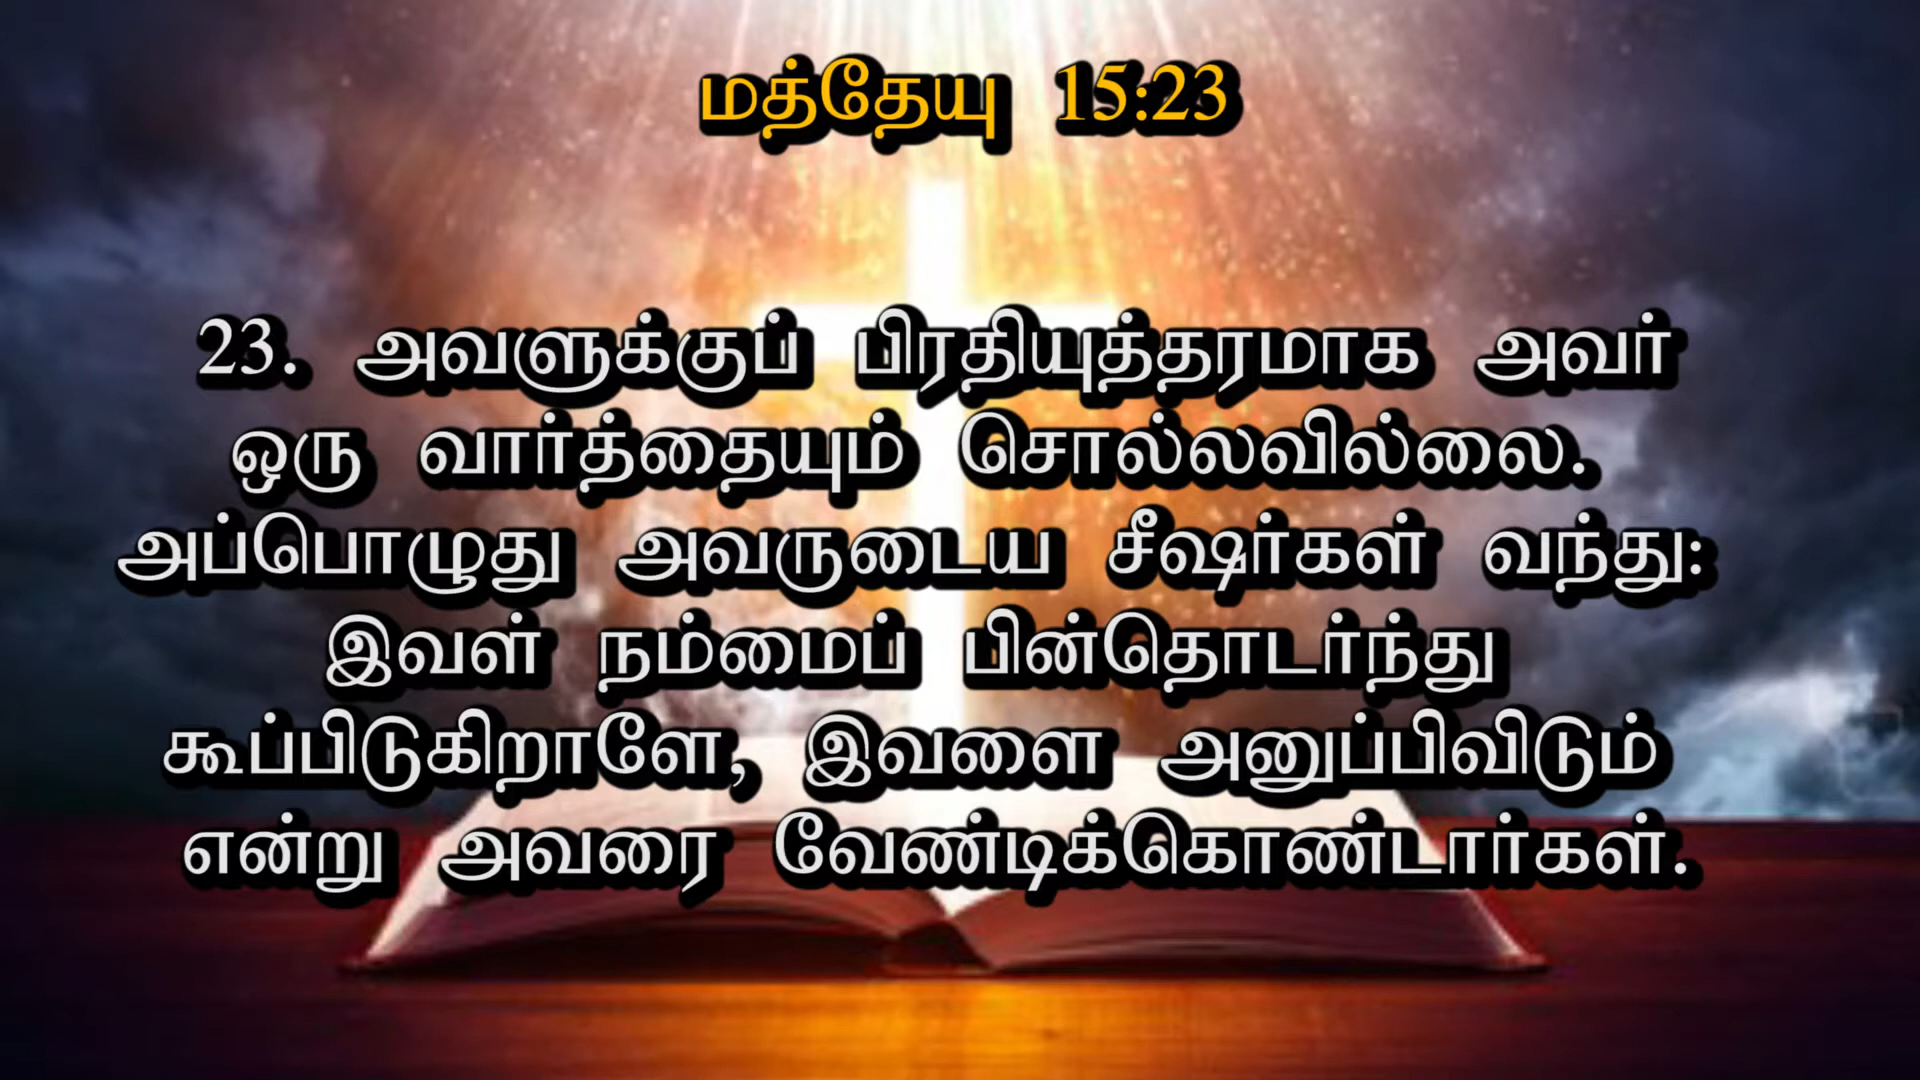 மத்தேயு 15:23
23. அவளுக்குப் பிரதியுத்தரமாக அவர்
ஒரு வார்த்தையும் சொல்லவில்லை.
அப்பொழுது அவருடைய சீஷர்கள் வந்து:
இவள் நம்மைப் பின்தொடர்ந்து
கூப்பிடுகிறாளே, இவளை அனுப்பிவிடும்
என்று அவரை வேண்டிக்கொண்டார்கள்.